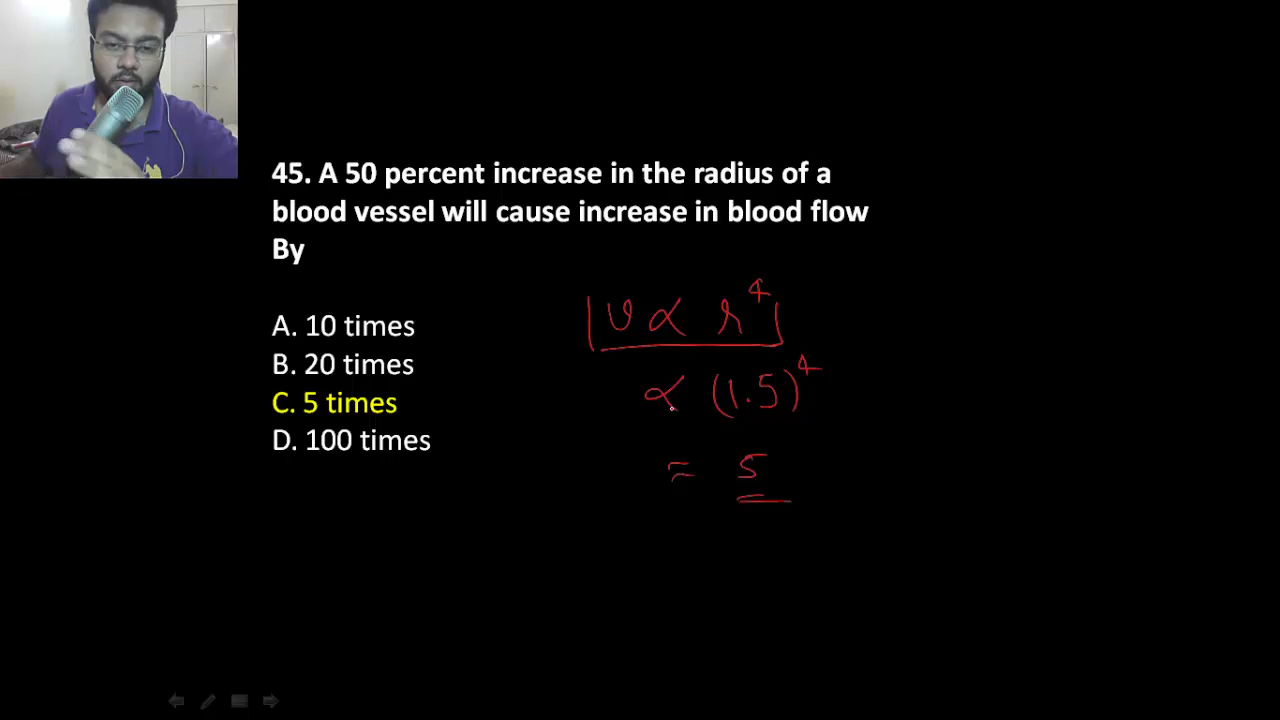 45. A 50 percent increase in the radius of a
blood vessel will cause increase in blood flow
By
A. 10 times
B. 20 times
C. 5 times
D. 100 times
v ∝ r⁴
∝ (1.5)⁴
≈ 5